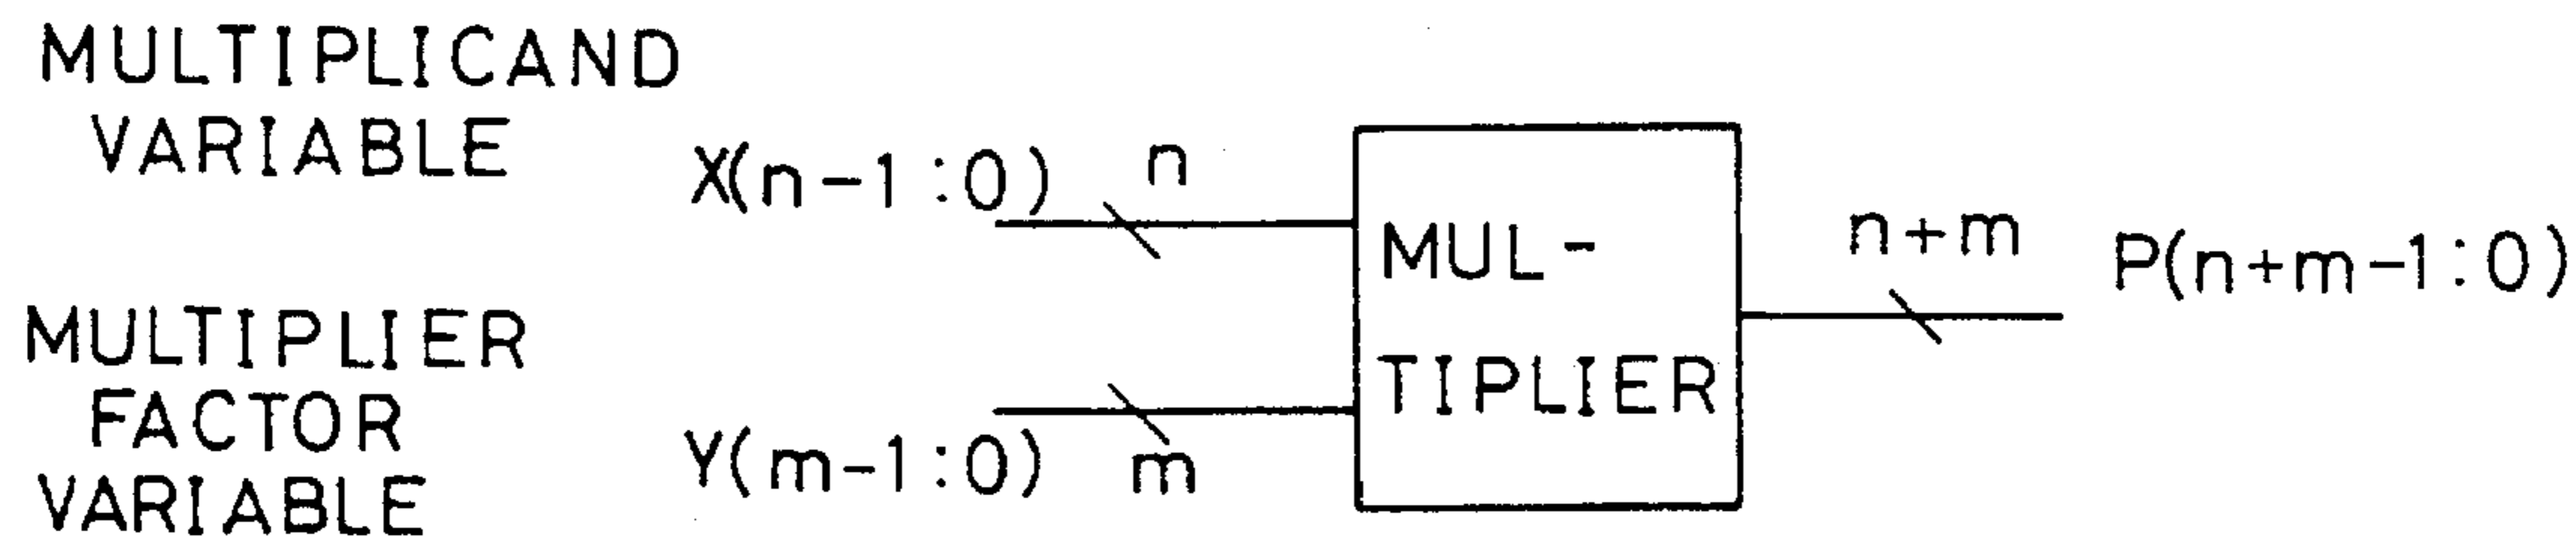 MULTIPLICAND
VARIABLE
X(n-1:0)
n
MUL-
TIPLIER
n+m
P(n+m-1:0)
MULTIPLIER
FACTOR
VARIABLE
Y(m-1:0)
m